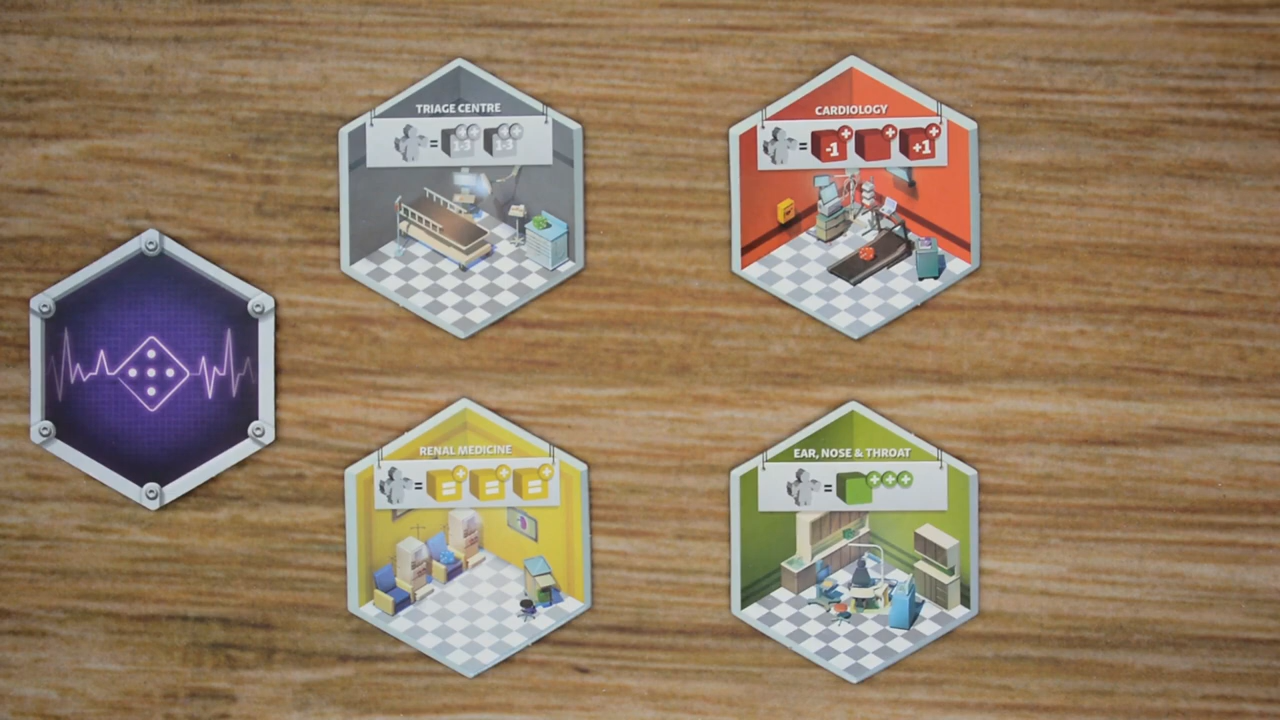 TRIAGE CENTRE
= 1-3 1-3
CARDIOLOGY
= -1 +1
RENAL MEDICINE
= = = =
EAR, NOSE & THROAT
= +++